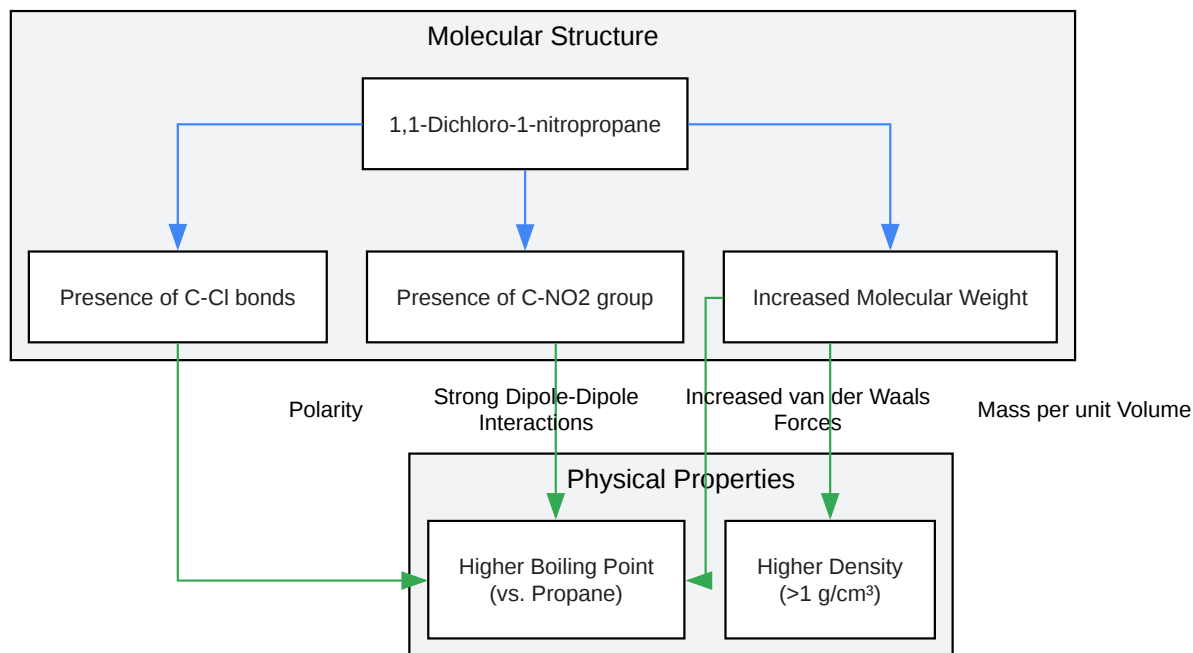 Molecular Structure
1,1-Dichloro-1-nitropropane
Presence of C-Cl bonds
Presence of C-NO2 group
Increased Molecular Weight
Polarity
Strong Dipole-Dipole
Interactions
Increased van der Waals
Forces
Mass per unit Volume
Physical Properties
Higher Boiling Point
(vs. Propane)
Higher Density
(>1 g/cm³)